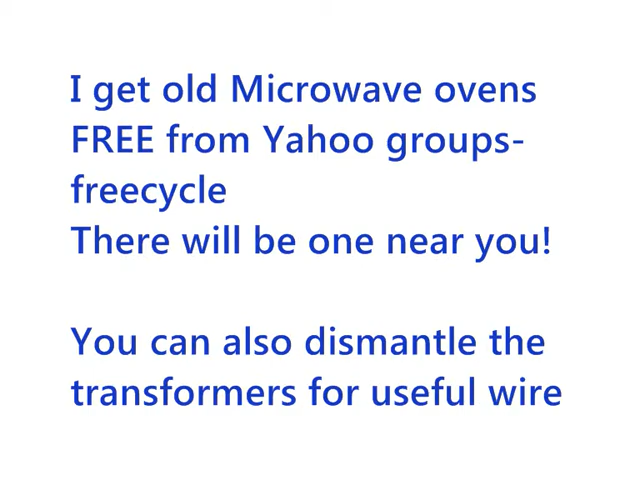 I get old Microwave ovens
FREE from Yahoo groups-
freecycle
There will be one near you!
You can also dismantle the
transformers for useful wire